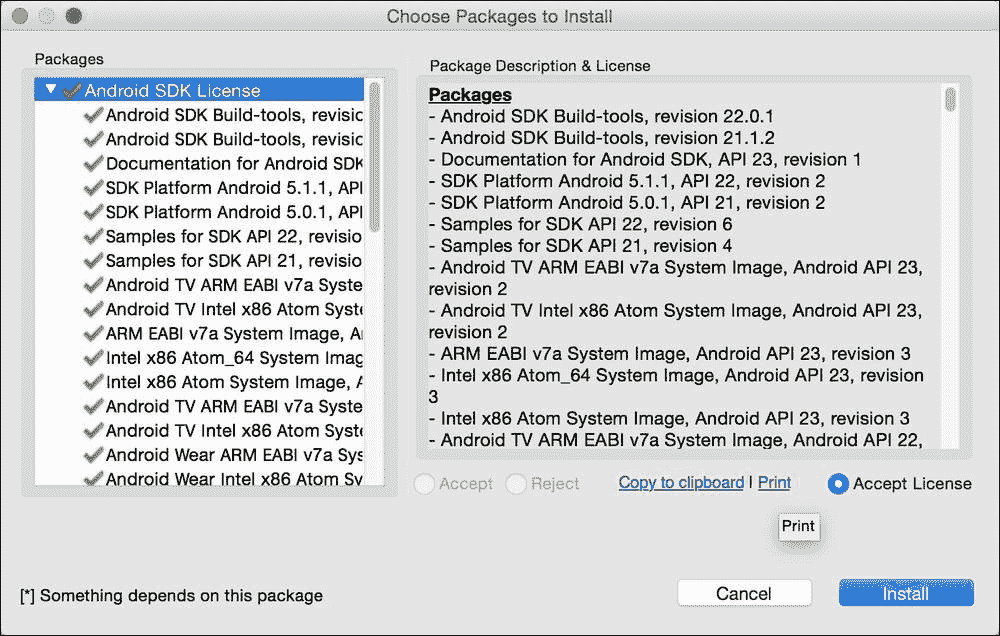 Choose Packages to Install
Packages
Android SDK License
Android SDK Build-tools, revisio
Android SDK Build-tools, revisio
Documentation for Android SDK
SDK Platform Android 5.1.1, API
SDK Platform Android 5.0.1, API
Samples for SDK API 22, revisio
Samples for SDK API 21, revisio
Android TV ARM EABI v7a Syste
Android TV Intel x86 Atom Syste
ARM EABI v7a System Image, A
Intel x86 Atom_64 System Imag
Intel x86 Atom System Image, A
Android TV ARM EABI v7a Syste
Android TV Intel x86 Atom Syste
Android Wear ARM EABI v7a Sys
Android Wear Intel x86 Atom Sy
Package Description & License
Packages
- Android SDK Build-tools, revision 22.0.1
- Android SDK Build-tools, revision 21.1.2
- Documentation for Android SDK, API 23, revision 1
- SDK Platform Android 5.1.1, API 22, revision 2
- SDK Platform Android 5.0.1, API 21, revision 2
- Samples for SDK API 22, revision 6
- Samples for SDK API 21, revision 4
- Android TV ARM EABI v7a System Image, Android API 23,
revision 2
- Android TV Intel x86 Atom System Image, Android API 23,
revision 2
- ARM EABI v7a System Image, Android API 23, revision 3
- Intel x86 Atom_64 System Image, Android API 23, revision
3
- Intel x86 Atom System Image, Android API 23, revision 3
- Android TV ARM EABI v7a System Image, Android API 22,
Accept Reject Copy to clipboard | Print Accept License
Print
[*] Something depends on this package
Cancel Install